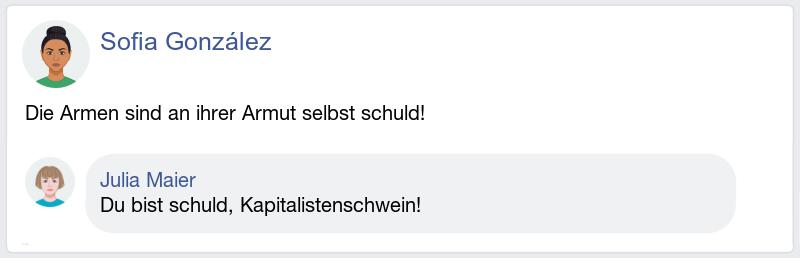 Sofia González
Die Armen sind an ihrer Armut selbst schuld!
Julia Maier
Du bist schuld, Kapitalistenschwein!